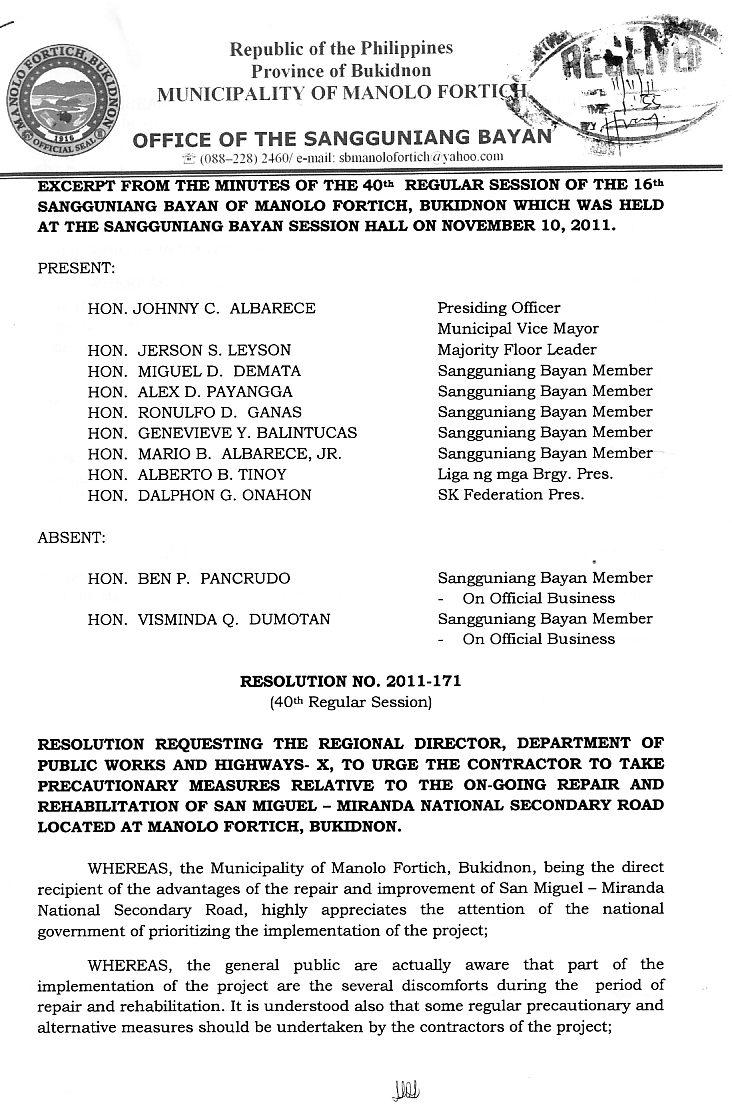 Republic of the Philippines
Province of Bukidnon
MUNICIPALITY OF MANOLO FORTICH
OFFICE OF THE SANGGUNIANG BAYAN
☏ (088-228) 2460/ e-mail: sbmanolofortich@yahoo.com
MANOLO FORTICH, BUKIDNON
1916
OFFICIAL SEAL
RECEIVED
DATE 11/11/11
TIME
BY
EXCERPT FROM THE MINUTES OF THE 40th REGULAR SESSION OF THE 16th
SANGGUNIANG BAYAN OF MANOLO FORTICH, BUKIDNON WHICH WAS HELD
AT THE SANGGUNIANG BAYAN SESSION HALL ON NOVEMBER 10, 2011.
PRESENT:
HON. JOHNNY C. ALBARECE Presiding Officer
Municipal Vice Mayor
HON. JERSON S. LEYSON Majority Floor Leader
HON. MIGUEL D. DEMATA Sangguniang Bayan Member
HON. ALEX D. PAYANGGA Sangguniang Bayan Member
HON. RONULFO D. GANAS Sangguniang Bayan Member
HON. GENEVIEVE Y. BALINTUCAS Sangguniang Bayan Member
HON. MARIO B. ALBARECE, JR. Sangguniang Bayan Member
HON. ALBERTO B. TINOY Liga ng mga Brgy. Pres.
HON. DALPHON G. ONAHON SK Federation Pres.
ABSENT:
HON. BEN P. PANCRUDO Sangguniang Bayan Member
- On Official Business
HON. VISMINDA Q. DUMOTAN Sangguniang Bayan Member
- On Official Business
RESOLUTION NO. 2011-171
(40th Regular Session)
RESOLUTION REQUESTING THE REGIONAL DIRECTOR, DEPARTMENT OF
PUBLIC WORKS AND HIGHWAYS- X, TO URGE THE CONTRACTOR TO TAKE
PRECAUTIONARY MEASURES RELATIVE TO THE ON-GOING REPAIR AND
REHABILITATION OF SAN MIGUEL – MIRANDA NATIONAL SECONDARY ROAD
LOCATED AT MANOLO FORTICH, BUKIDNON.
WHEREAS, the Municipality of Manolo Fortich, Bukidnon, being the direct
recipient of the advantages of the repair and improvement of San Miguel – Miranda
National Secondary Road, highly appreciates the attention of the national
government of prioritizing the implementation of the project;
WHEREAS, the general public are actually aware that part of the
implementation of the project are the several discomforts during the period of
repair and rehabilitation. It is understood also that some regular precautionary and
alternative measures should be undertaken by the contractors of the project;